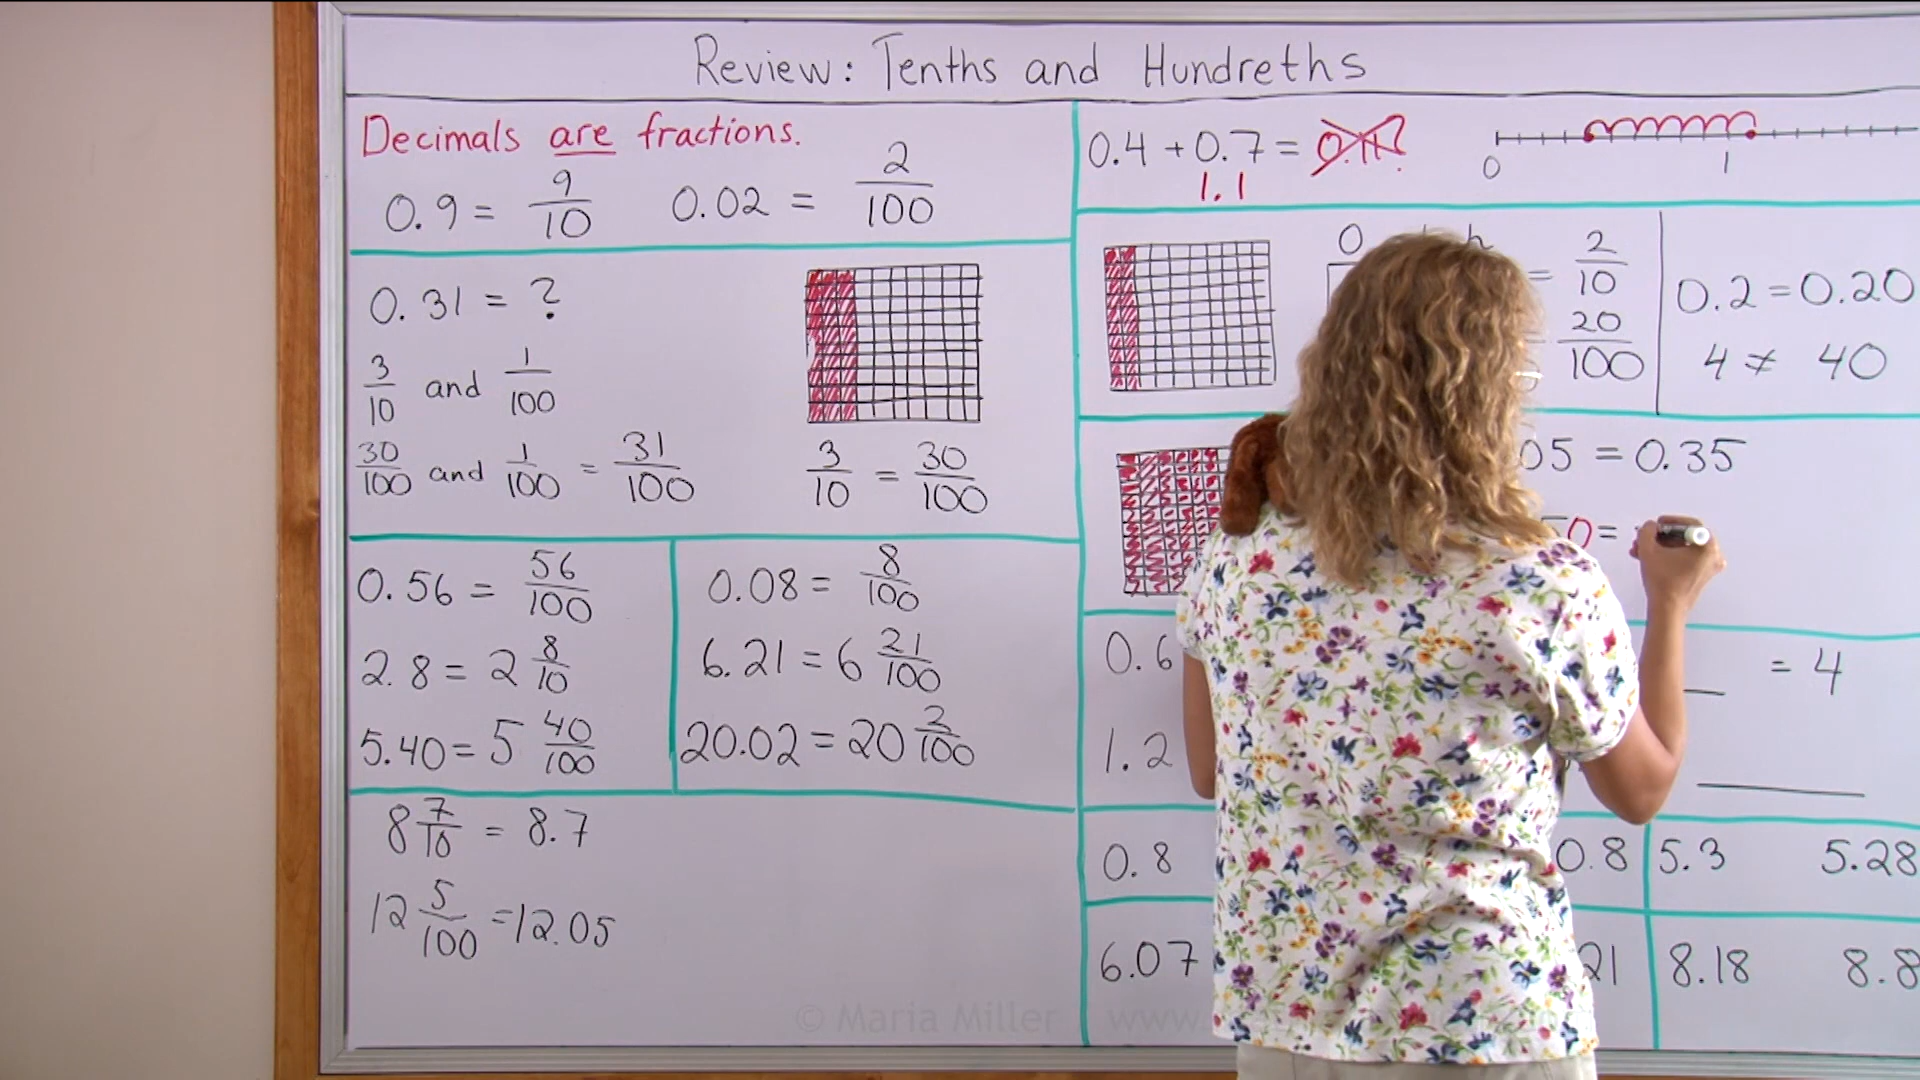 Review: Tenths and Hundreths
Decimals are fractions.
0.9 = 9/10 0.02 = 2/100
0.31 = ?
3/10 and 1/100
30/100 and 1/100 = 31/100
3/10 = 30/100
0.56 = 56/100
2.8 = 2 8/10
5.40 = 5 40/100
0.08 = 8/100
6.21 = 6 21/100
20.02 = 20 2/100
8 7/10 = 8.7
12 5/100 = 12.05
0.4 + 0.7 = 0.11?
1.1
0 1
O h
= 2/10
20/100
0.2 = 0.20
4 ≠ 40
05 = 0.35
50 =
0.6 = 4
1.2
0.8 0.8 5.3 5.28
6.07 21 8.18 8.8
© Maria Miller www.